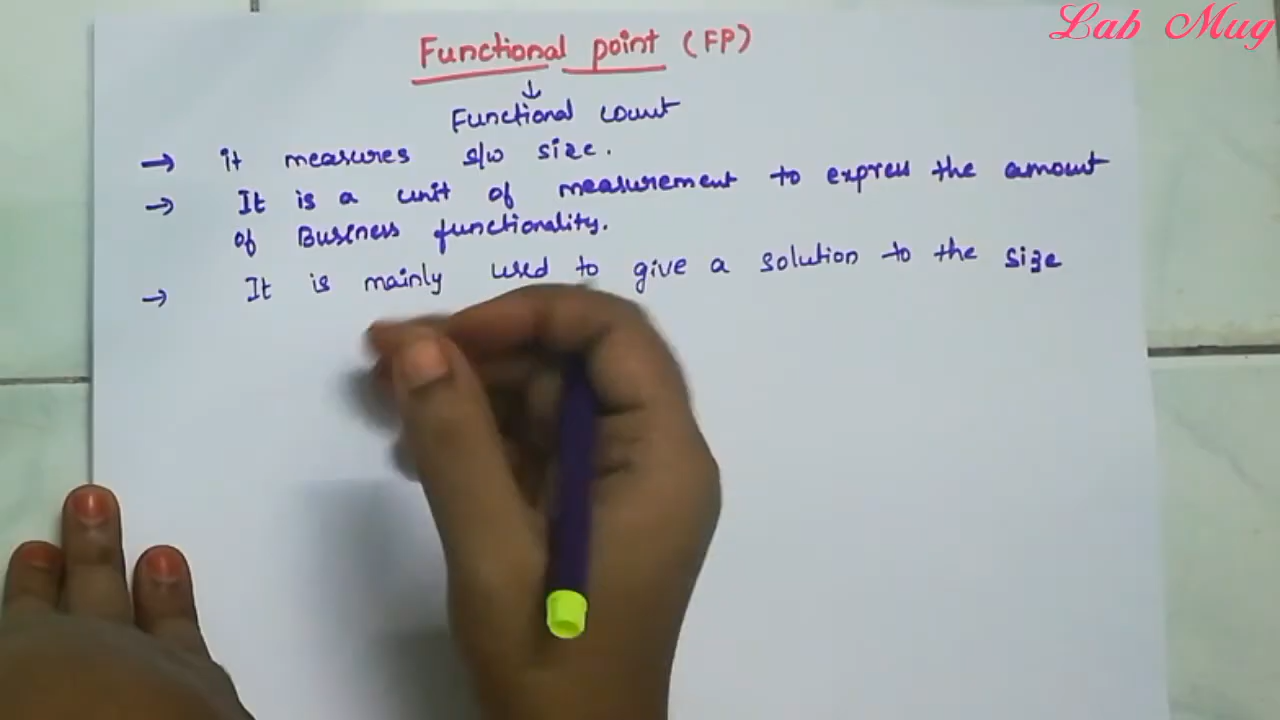 Lab Mug
Functional point (FP)
↓
Functional count
→ it measures s/w size.
→ It is a unit of measurement to express the amount
of Business functionality.
→ It is mainly used to give a solution to the size